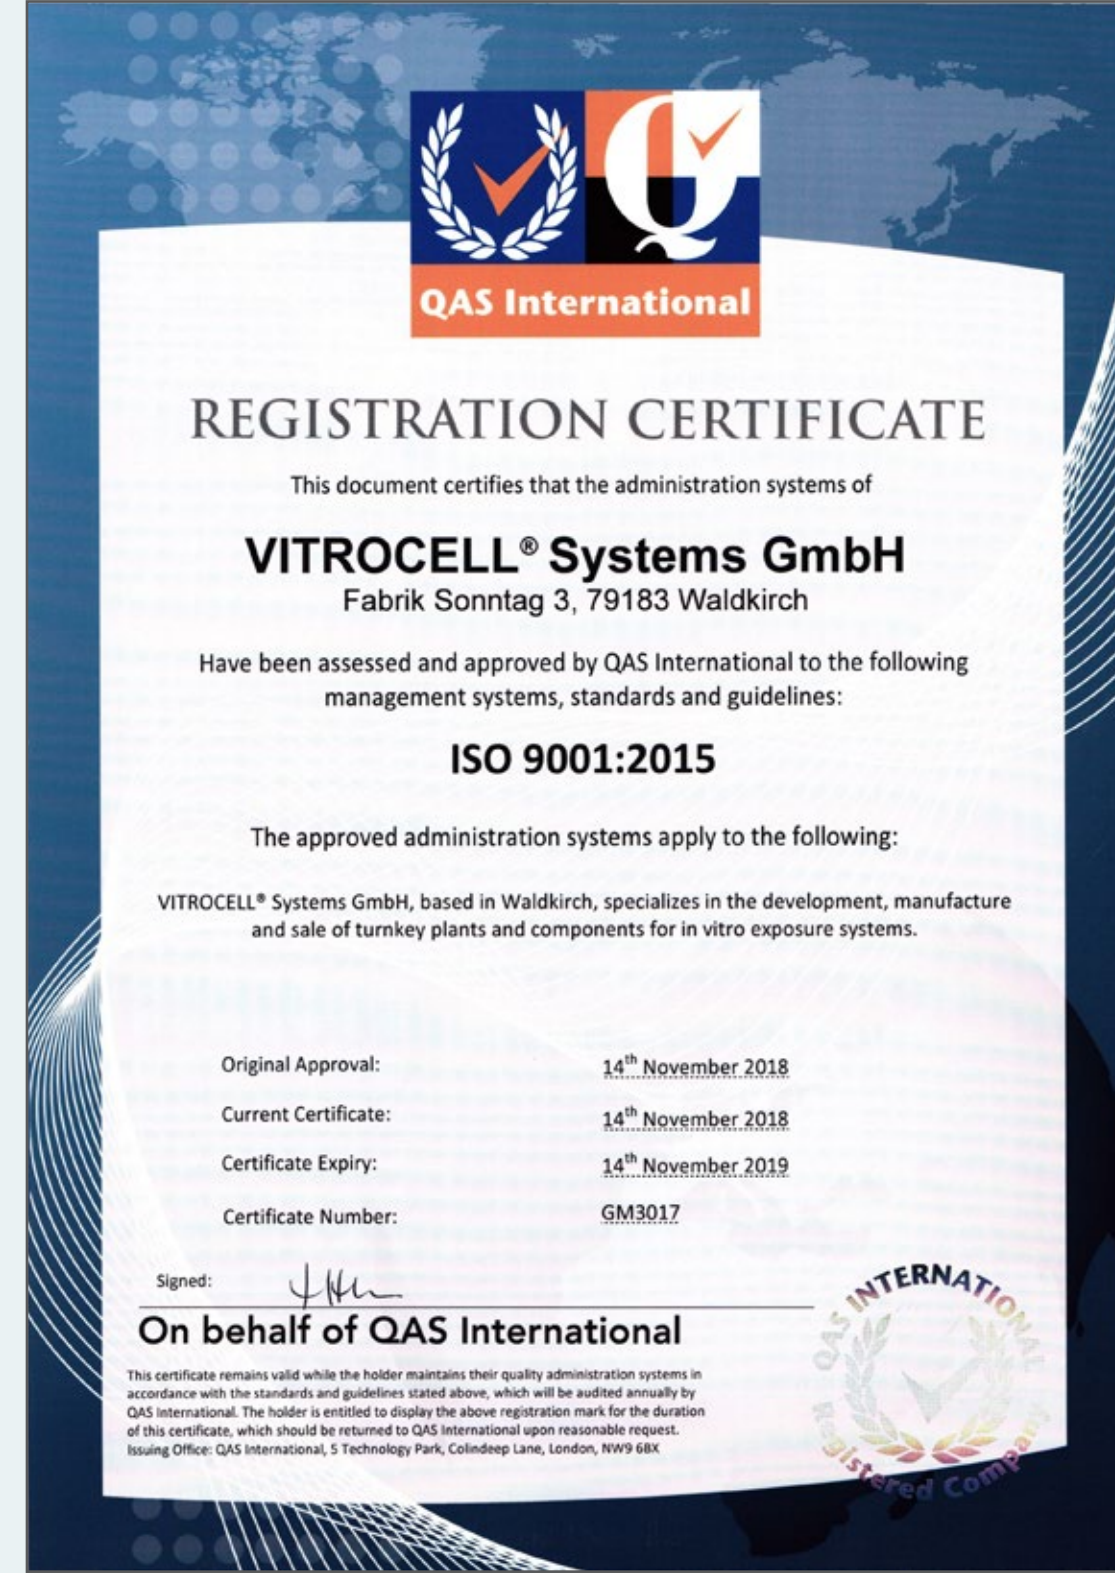 QAS International
REGISTRATION CERTIFICATE
This document certifies that the administration systems of
VITROCELL® Systems GmbH
Fabrik Sonntag 3, 79183 Waldkirch
Have been assessed and approved by QAS International to the following
management systems, standards and guidelines:
ISO 9001:2015
The approved administration systems apply to the following:
VITROCELL® Systems GmbH, based in Waldkirch, specializes in the development, manufacture
and sale of turnkey plants and components for in vitro exposure systems.
Original Approval: 14th November 2018
Current Certificate: 14th November 2018
Certificate Expiry: 14th November 2019
Certificate Number: GM3017
Signed:
On behalf of QAS International
This certificate remains valid while the holder maintains their quality administration systems in
accordance with the standards and guidelines stated above, which will be audited annually by
QAS International. The holder is entitled to display the above registration mark for the duration
of this certificate, which should be returned to QAS International upon reasonable request.
Issuing Office: QAS International, 5 Technology Park, Colindeep Lane, London, NW9 6BX
QAS INTERNATIONAL
Registered Company